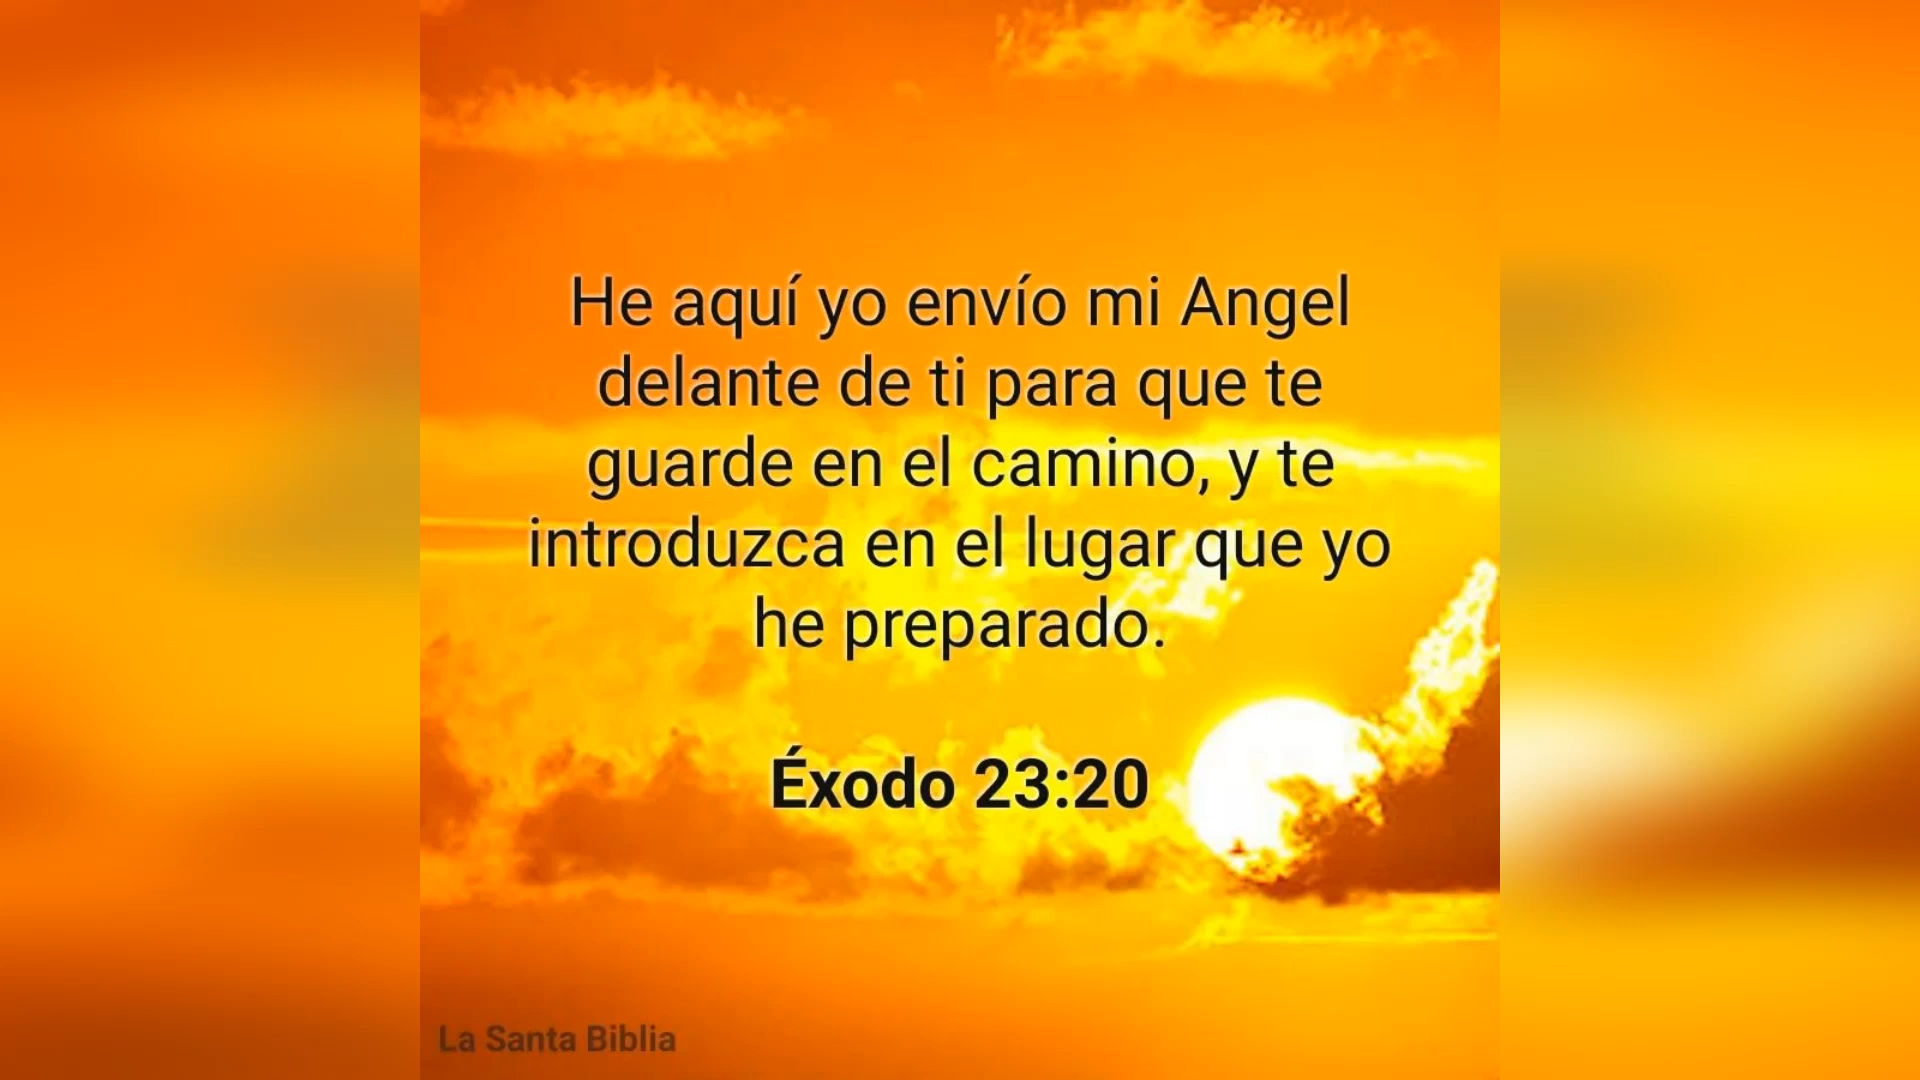 He aquí yo envío mi Angel
delante de ti para que te
guarde en el camino, y te
introduzca en el lugar que yo
he preparado.
Éxodo 23:20
La Santa Biblia